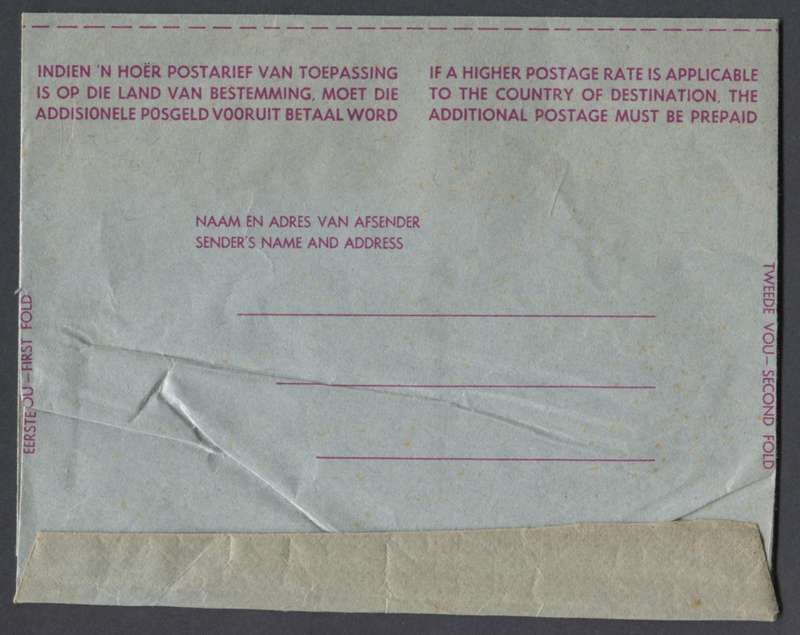 INDIEN 'N HOËR POSTARIEF VAN TOEPASSING
IS OP DIE LAND VAN BESTEMMING, MOET DIE
ADDISIONELE POSGELD VOORUIT BETAAL WORD
IF A HIGHER POSTAGE RATE IS APPLICABLE
TO THE COUNTRY OF DESTINATION, THE
ADDITIONAL POSTAGE MUST BE PREPAID
NAAM EN ADRES VAN AFSENDER
SENDER'S NAME AND ADDRESS
EERSTE OU – FIRST FOLD
TWEEDE VOU – SECOND FOLD